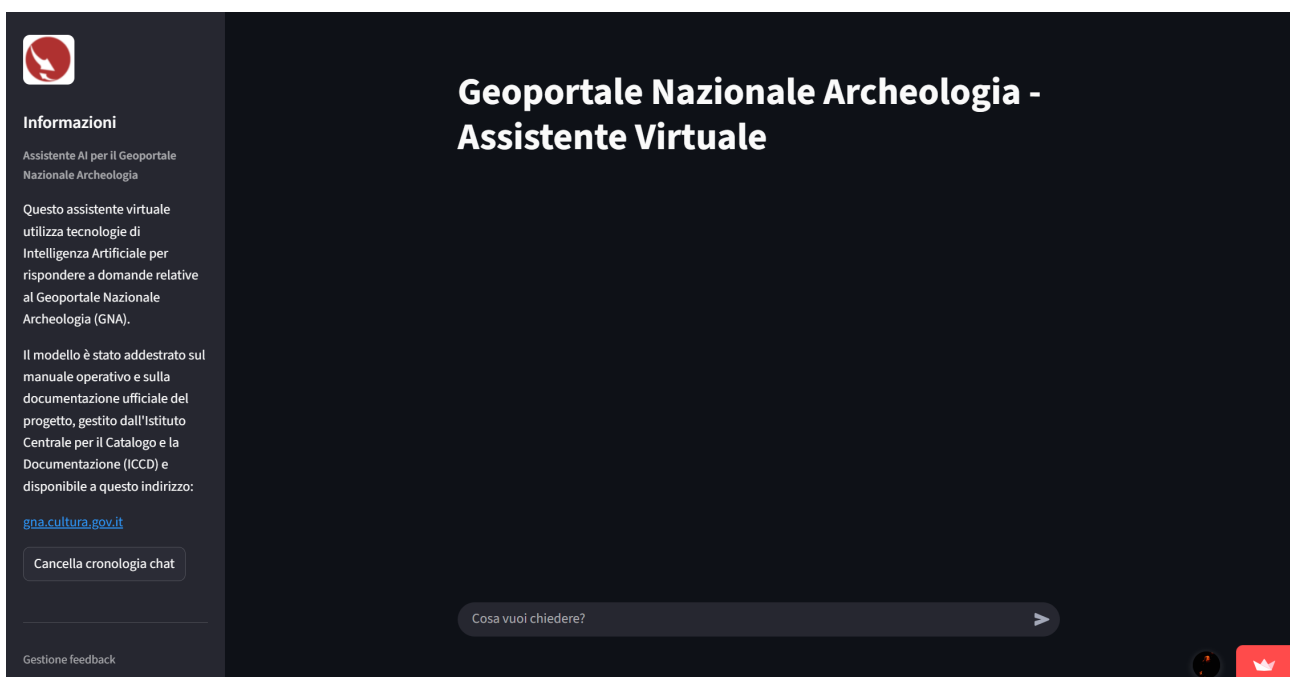 Informazioni
Assistente AI per il Geoportale
Nazionale Archeologia
Questo assistente virtuale
utilizza tecnologie di
Intelligenza Artificiale per
rispondere a domande relative
al Geoportale Nazionale
Archeologia (GNA).
Il modello è stato addestrato sul
manuale operativo e sulla
documentazione ufficiale del
progetto, gestito dall'Istituto
Centrale per il Catalogo e la
Documentazione (ICCD) e
disponibile a questo indirizzo:
gna.cultura.gov.it
Cancella cronologia chat
Gestione feedback
Geoportale Nazionale Archeologia -
Assistente Virtuale
Cosa vuoi chiedere?